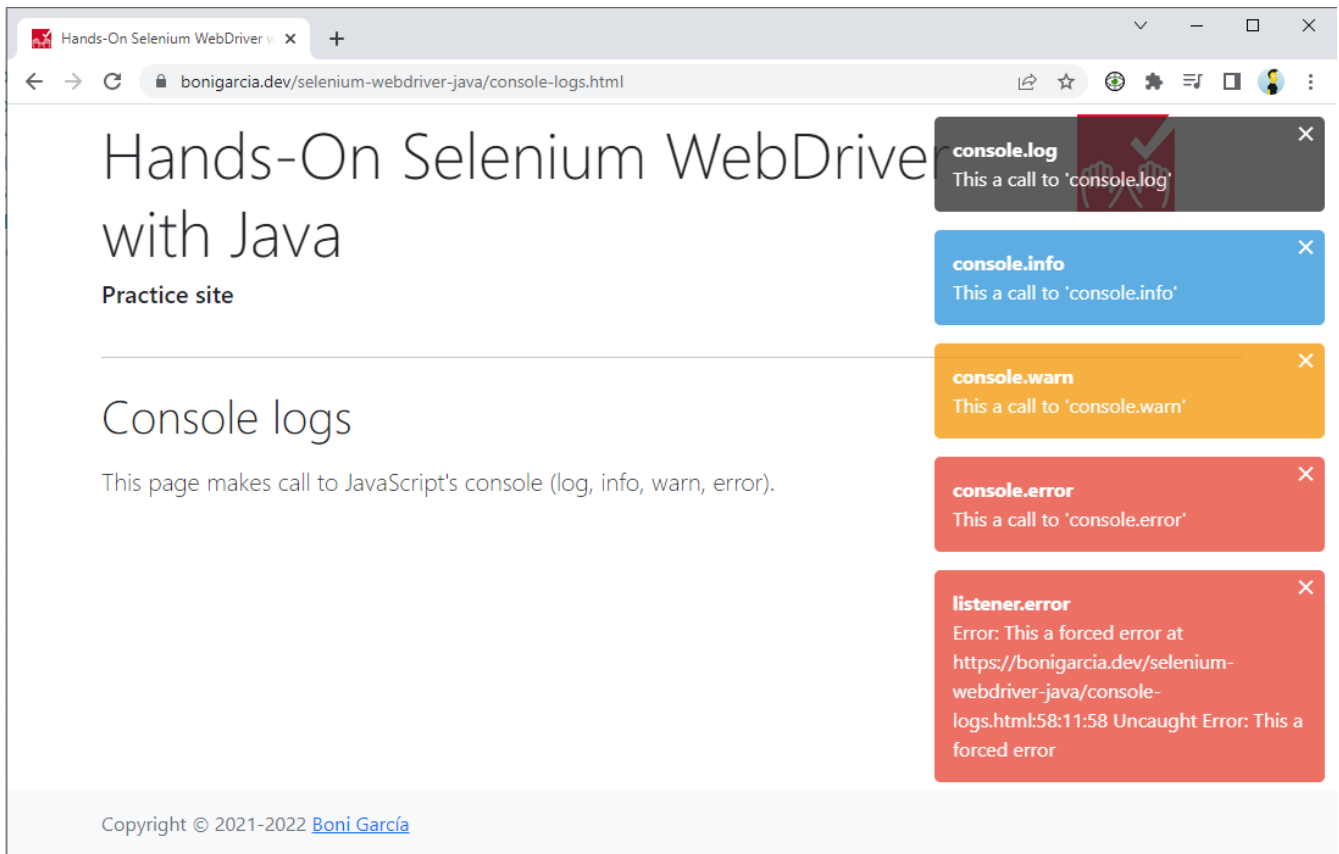 Hands-On Selenium WebDriver w
bonigarcia.dev/selenium-webdriver-java/console-logs.html
Hands-On Selenium WebDriver
with Java
Practice site
Console logs
This page makes call to JavaScript's console (log, info, warn, error).
console.log
This a call to 'console.log'
console.info
This a call to 'console.info'
console.warn
This a call to 'console.warn'
console.error
This a call to 'console.error'
listener.error
Error: This a forced error at
https://bonigarcia.dev/selenium-
webdriver-java/console-
logs.html:58:11:58 Uncaught Error: This a
forced error
Copyright © 2021-2022 Boni García